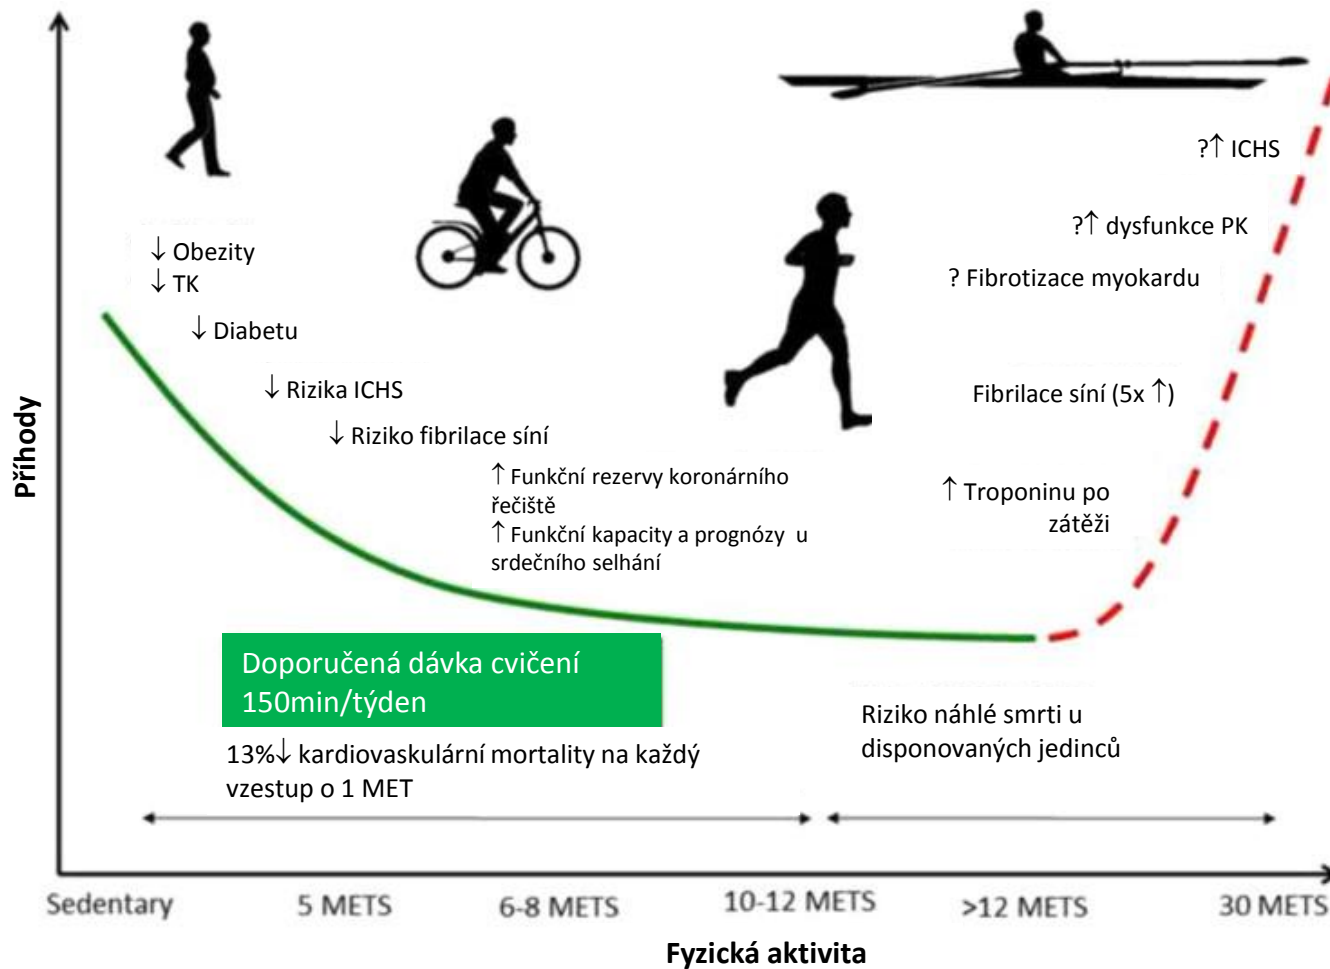 ?↑ ICHS
?↑ dysfunkce PK
? Fibrotizace myokardu
↓ Obezity
↓ TK
↓ Diabetu
↓ Rizika ICHS
↓ Riziko fibrilace síní
Fibrilace síní (5x ↑)
↑ Funkční rezervy koronárního
řečiště
↑ Funkční kapacity a prognózy u
srdečního selhání
↑ Troponinu po
zátěži
Příhody
Doporučená dávka cvičení
150min/týden
13%↓ kardiovaskulární mortality na každý
vzestup o 1 MET
Riziko náhlé smrti u
disponovaných jedinců
Sedentary
5 METS
6-8 METS
10-12 METS
>12 METS
30 METS
Fyzická aktivita